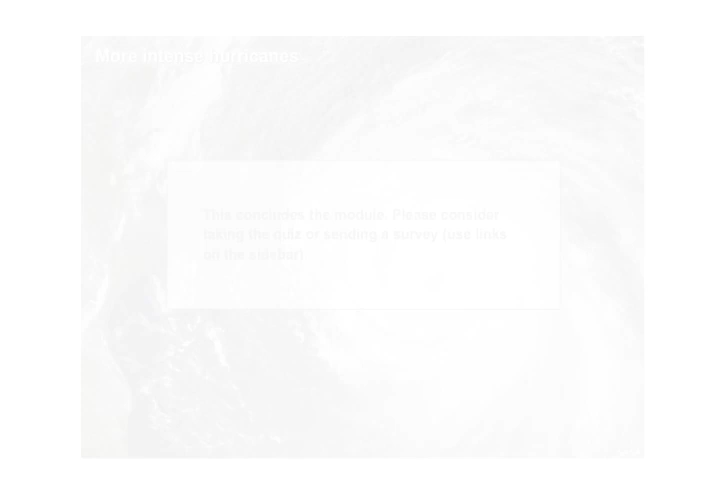 More intense hurricanes
This concludes the module. Please consider
taking the quiz or sending a survey (use links
on the sidebar)